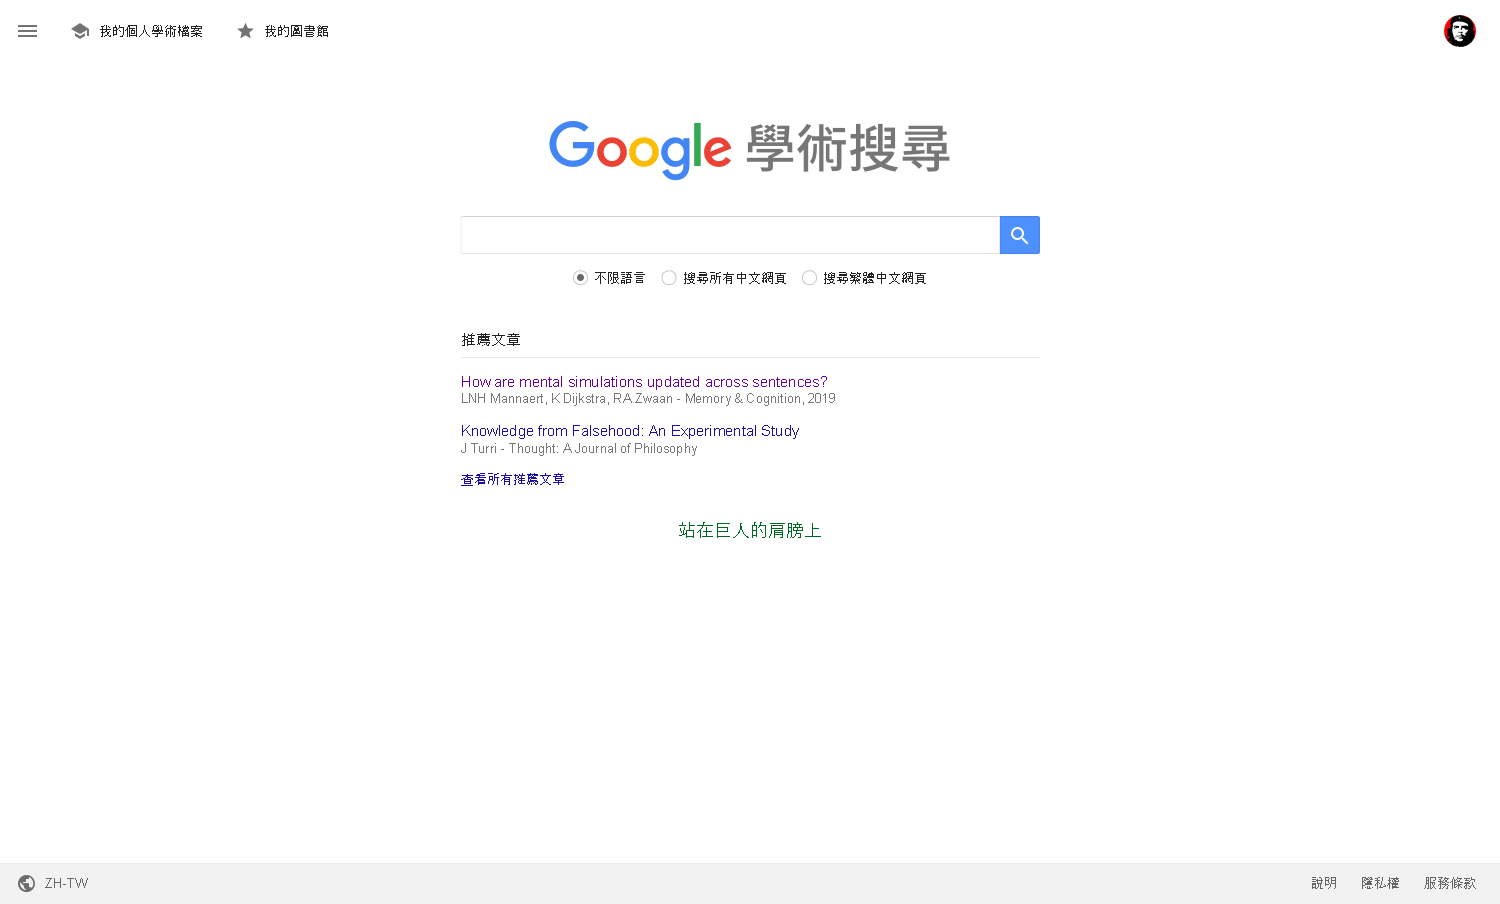 我的個人學術檔案 我的圖書館
Google 學術搜尋
不限語言 搜尋所有中文網頁 搜尋繁體中文網頁
推薦文章
How are mental simulations updated across sentences?
LNH Mannaert, K Dijkstra, RA Zwaan - Memory & Cognition, 2019
Knowledge from Falsehood: An Experimental Study
J Turri - Thought: A Journal of Philosophy
查看所有推薦文章
站在巨人的肩膀上
ZH-TW 說明 隱私權 服務條款